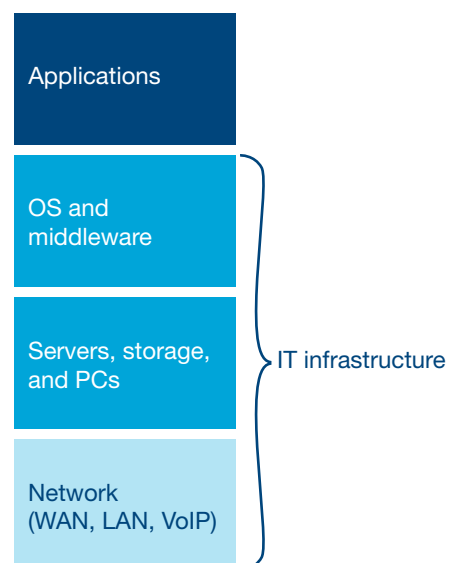 Applications
OS and
middleware
Servers, storage,
and PCs
IT infrastructure
Network
(WAN, LAN, VoIP)